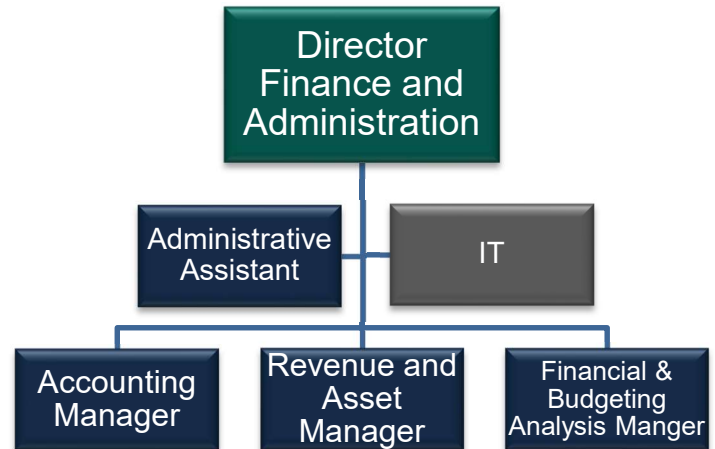 Director
Finance and
Administration
Administrative
Assistant
IT
Accounting
Manager
Revenue and
Asset
Manager
Financial &
Budgeting
Analysis Manger